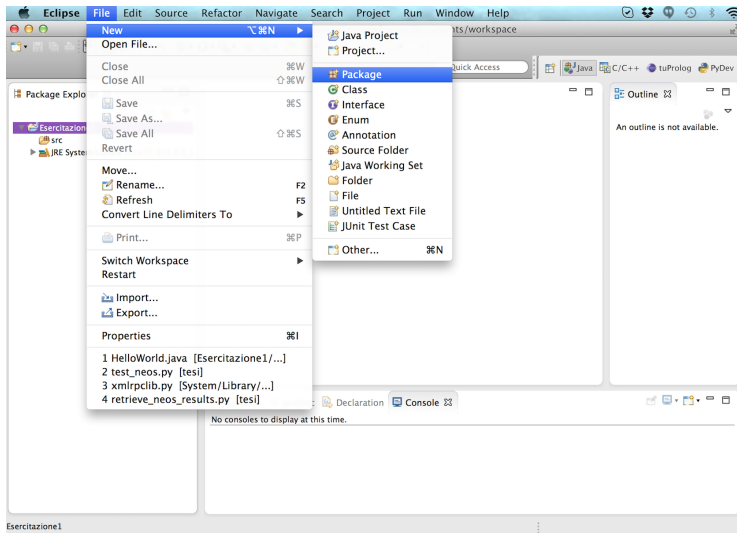 Eclipse File Edit Source Refactor Navigate Search Project Run Window Help
New ⌥⌘N ▶
Open File...
Close ⌘W
Close All ⇧⌘W
Save ⌘S
Save As...
Save All ⇧⌘S
Revert
Move...
Rename... F2
Refresh F5
Convert Line Delimiters To ▶
Print... ⌘P
Switch Workspace ▶
Restart
Import...
Export...
Properties ⌘I
1 HelloWorld.java [Esercitazione1/...]
2 test_neos.py [tesi]
3 xmlrpclib.py [System/Library/...]
4 retrieve_neos_results.py [tesi]
Java Project
Project...
Package
Class
Interface
Enum
Annotation
Source Folder
Java Working Set
Folder
File
Untitled Text File
JUnit Test Case
Other... ⌘N
nts/workspace
Quick Access
Java C/C++ tuProlog PyDev
Package Explo
Esercitazion
src
JRE Syste
Outline
An outline is not available.
Declaration Console
No consoles to display at this time.
Esercitazione1